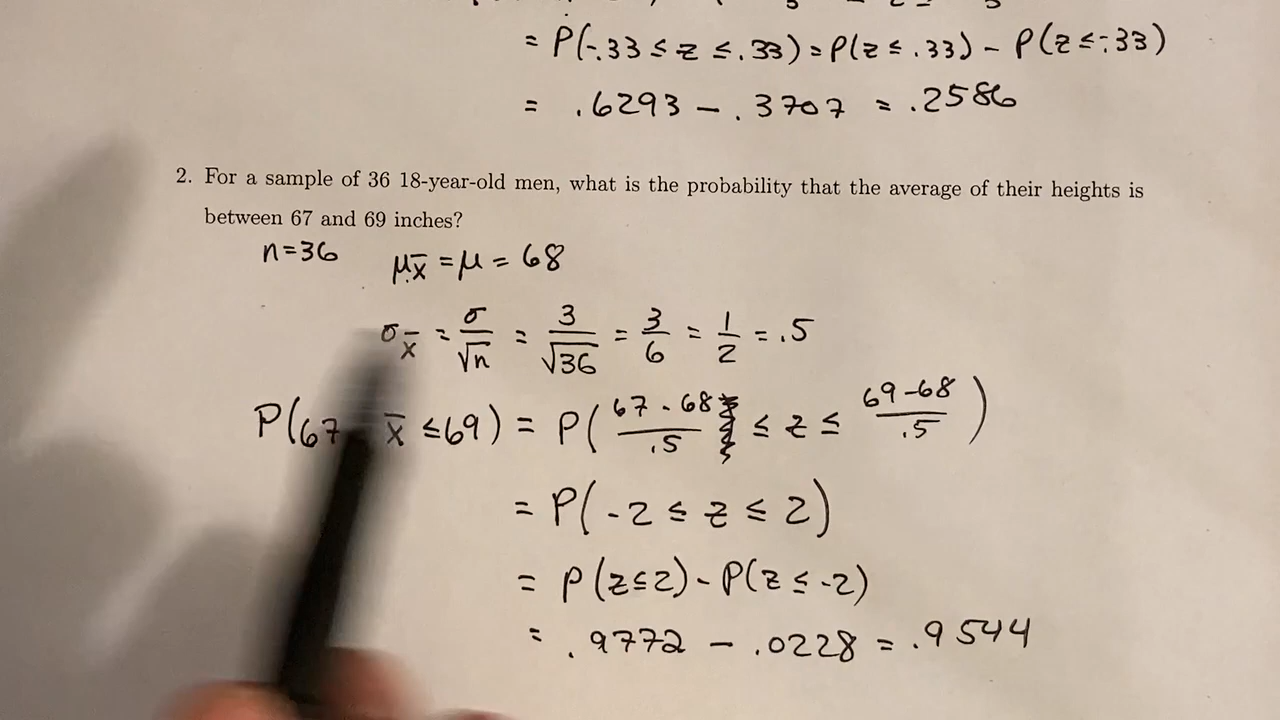 = P(-.33 ≤ z ≤ .33) = P(z ≤ .33) - P(z ≤ -.33)
= .6293 - .3707 = .2586
2. For a sample of 36 18-year-old men, what is the probability that the average of their heights is
between 67 and 69 inches?
n=36 μx̄ = μ = 68
σx̄ = σ/√n = 3/√36 = 3/6 = 1/2 = .5
P(67 x̄ ≤ 69) = P( 67-68/.5 ≤ z ≤ 69-68/.5 )
= P(-2 ≤ z ≤ 2)
= P(z ≤ 2) - P(z ≤ -2)
= .9772 - .0228 = .9544